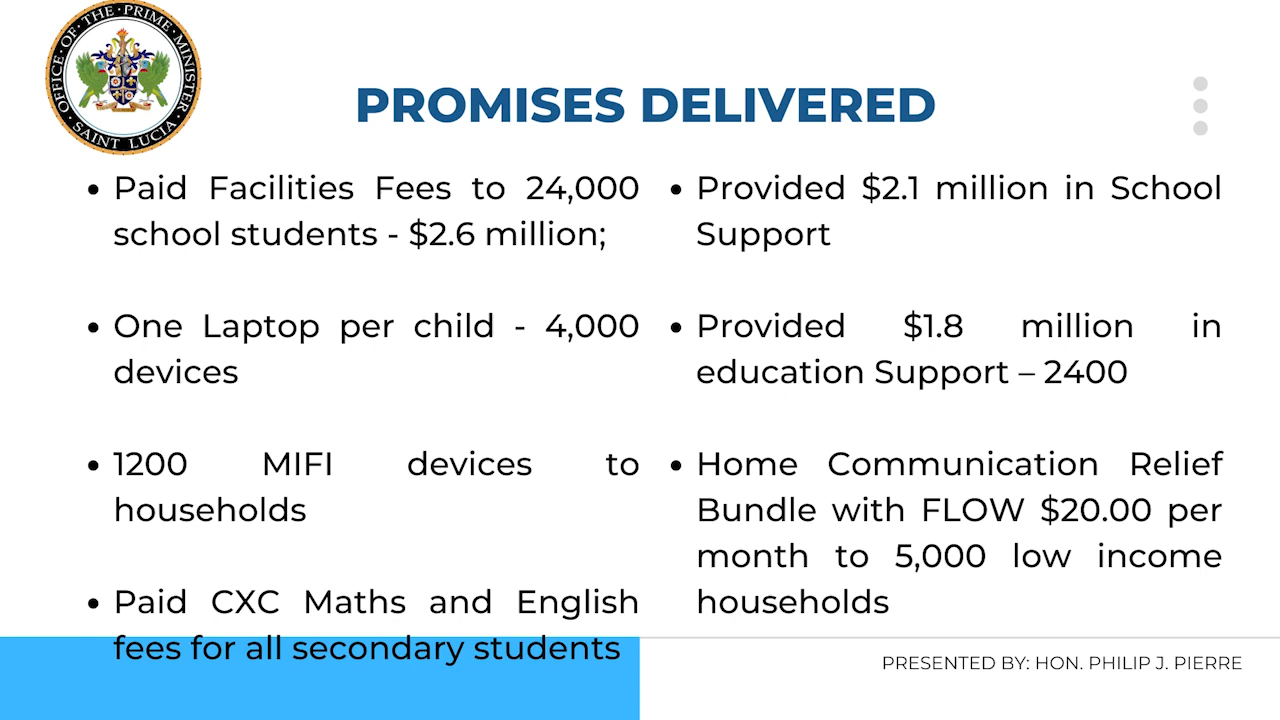 OFFICE OF THE PRIME MINISTER
SAINT LUCIA
PROMISES DELIVERED
Paid Facilities Fees to 24,000
school students - $2.6 million;
One Laptop per child - 4,000
devices
1200 MIFI devices to
households
Paid CXC Maths and English
fees for all secondary students
Provided $2.1 million in School
Support
Provided $1.8 million in
education Support – 2400
Home Communication Relief
Bundle with FLOW $20.00 per
month to 5,000 low income
households
PRESENTED BY: HON. PHILIP J. PIERRE